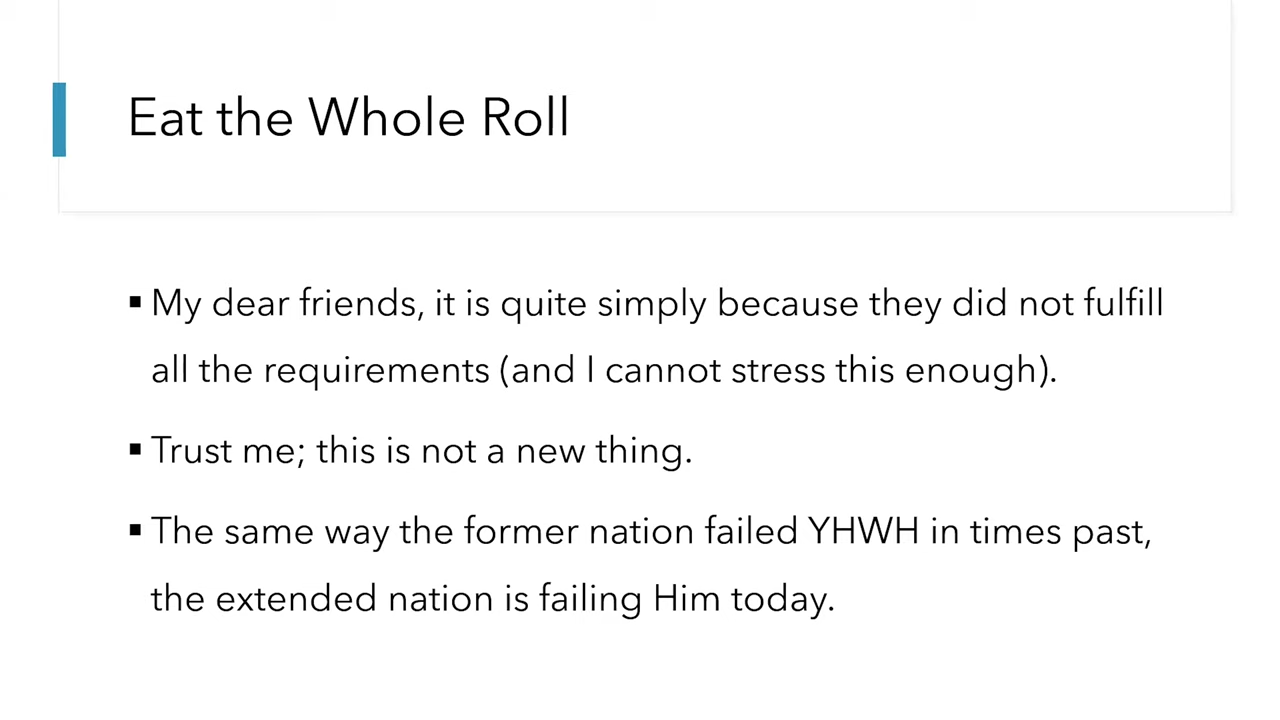 Eat the Whole Roll
▪ My dear friends, it is quite simply because they did not fulfill
all the requirements (and I cannot stress this enough).
▪ Trust me; this is not a new thing.
▪ The same way the former nation failed YHWH in times past,
the extended nation is failing Him today.